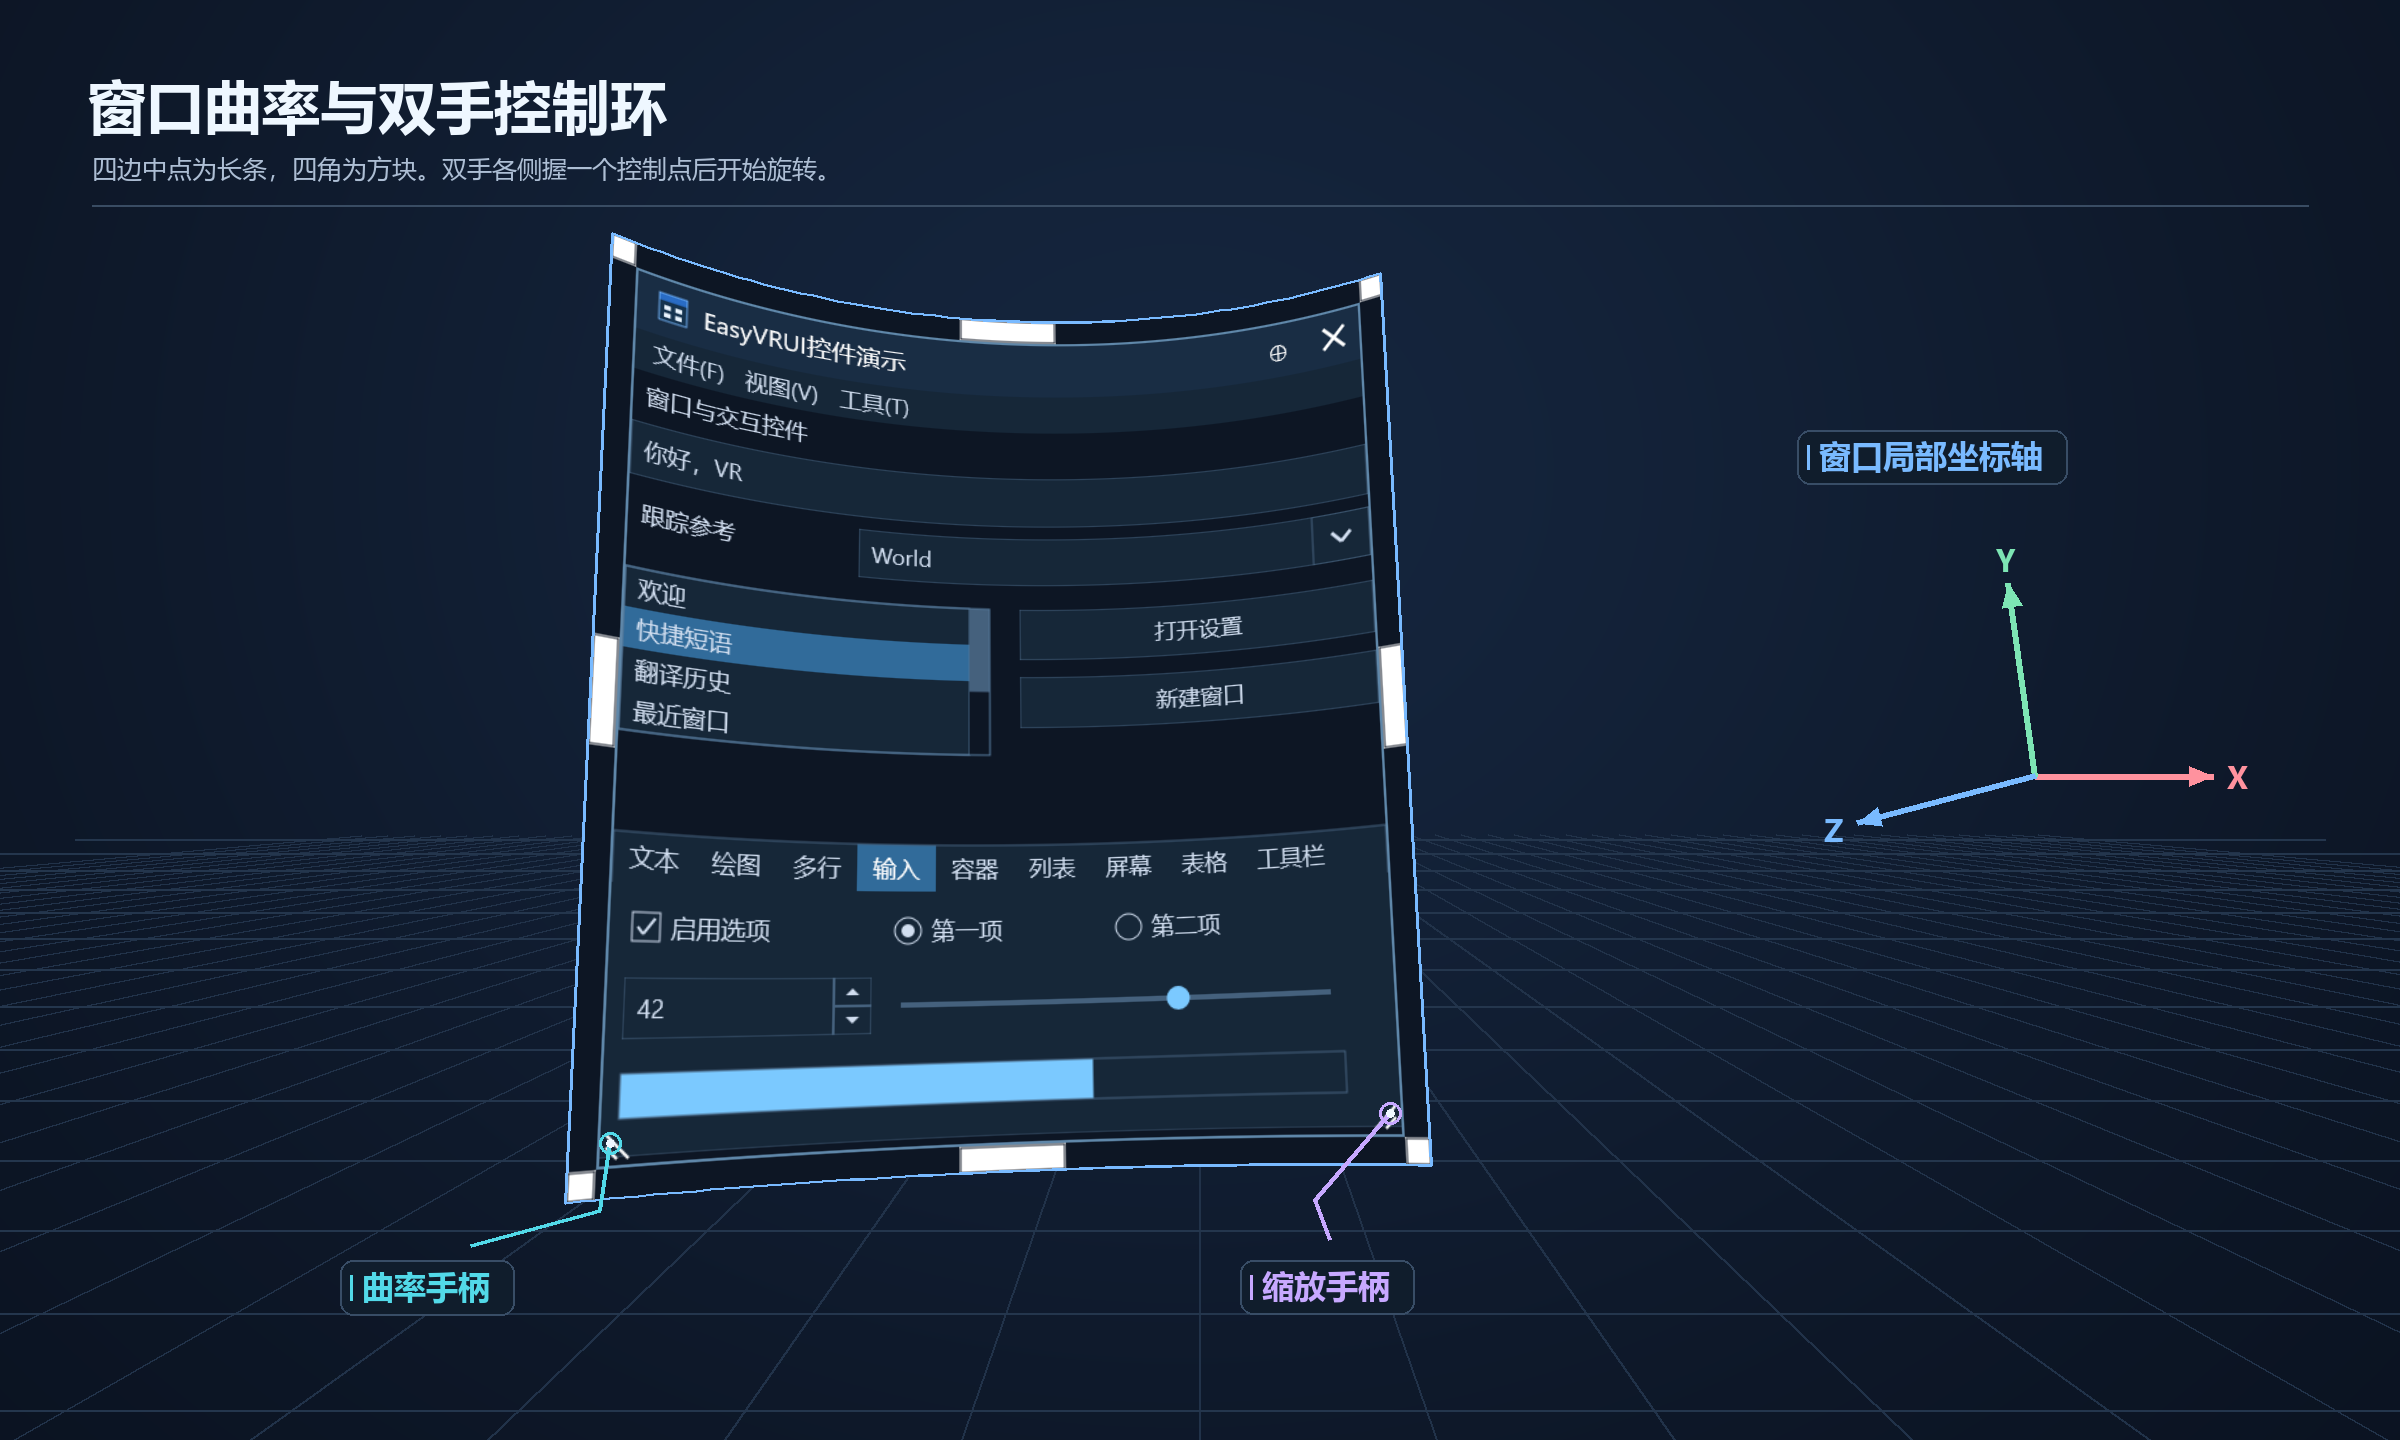 窗口曲率与双手控制环
四边中点为长条，四角为方块。双手各侧握一个控制点后开始旋转。
EasyVRUI控件演示
文件(F) 视图(V) 工具(T)
窗口与交互控件
你好，VR
跟踪参考
World
欢迎
快捷短语
翻译历史
最近窗口
打开设置
新建窗口
文本 绘图 多行 输入 容器 列表 屏幕 表格 工具栏
启用选项 第一项 第二项
42
窗口局部坐标轴
Y
X
Z
曲率手柄
缩放手柄